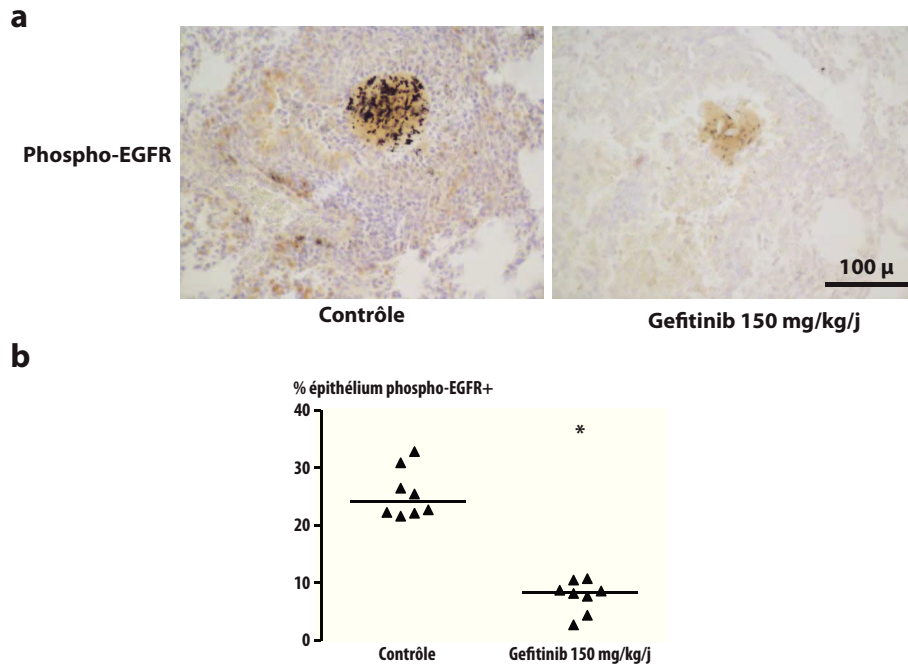 a
Phospho-EGFR
100 µ
Contrôle
Gefitinib 150 mg/kg/j
b
% épithélium phospho-EGFR+
40
*
30
20
10
0
Contrôle
Gefitinib 150 mg/kg/j